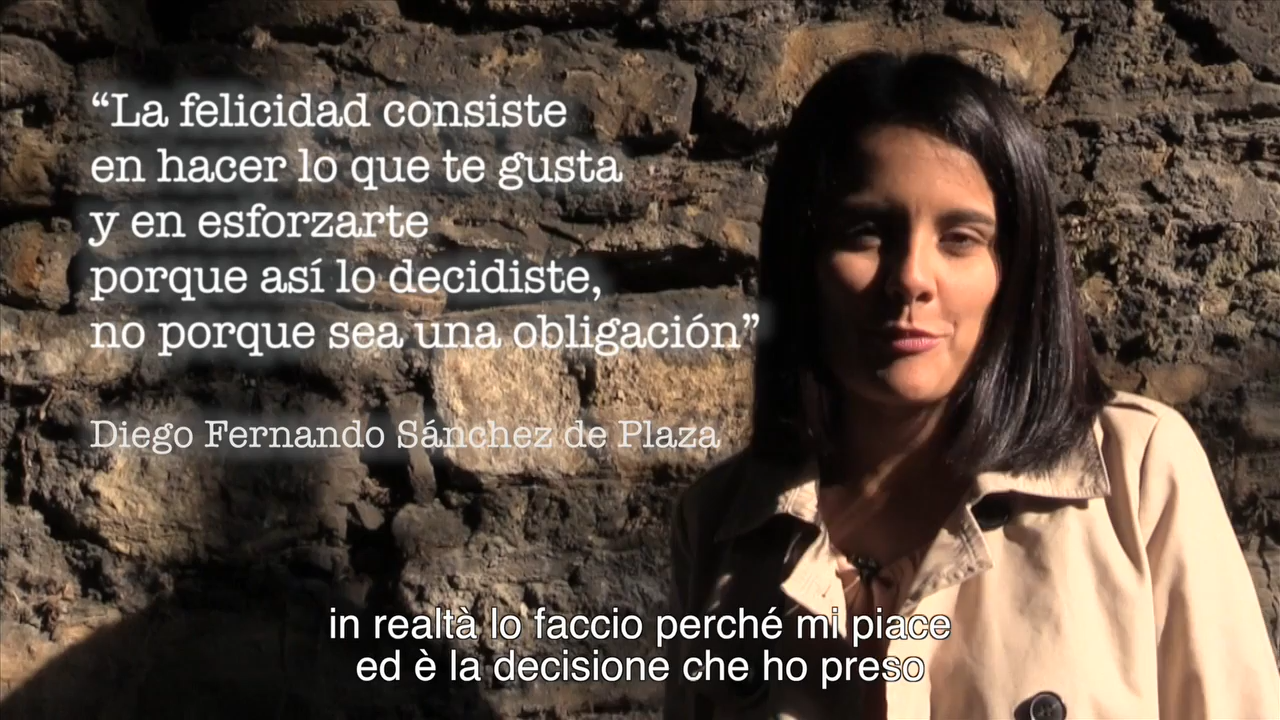 “La felicidad consiste
en hacer lo que te gusta
y en esforzarte
porque así lo decidiste,
no porque sea una obligación”
Diego Fernando Sánchez de Plaza
in realtà lo faccio perché mi piace
ed è la decisione che ho preso